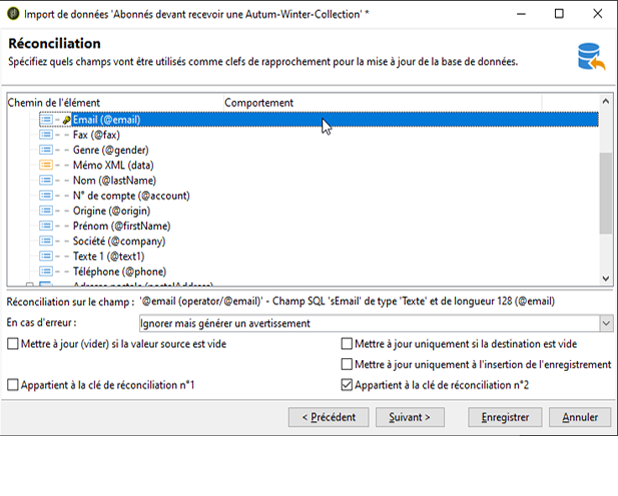 Import de données 'Abonnés devant recevoir une Autum-Winter-Collection' *
Réconciliation
Spécifiez quels champs vont être utilisés comme clefs de rapprochement pour la mise à jour de la base de données.
Chemin de l'élément Comportement
Email (@email)
Fax (@fax)
Genre (@gender)
Mémo XML (data)
Nom (@lastName)
N° de compte (@account)
Origine (@origin)
Prénom (@firstName)
Société (@company)
Texte 1 (@text1)
Téléphone (@phone)
Adresse postale (postalAddress)
Réconciliation sur le champ : '@email (operator/@email)' - Champ SQL 'sEmail' de type 'Texte' et de longueur 128 (@email)
En cas d'erreur : Ignorer mais générer un avertissement
Mettre à jour (vider) si la valeur source est vide Mettre à jour uniquement si la destination est vide
Mettre à jour uniquement à l'insertion de l'enregistrement
Appartient à la clé de réconciliation n°1 Appartient à la clé de réconciliation n°2
< Précédent Suivant > Enregistrer Annuler